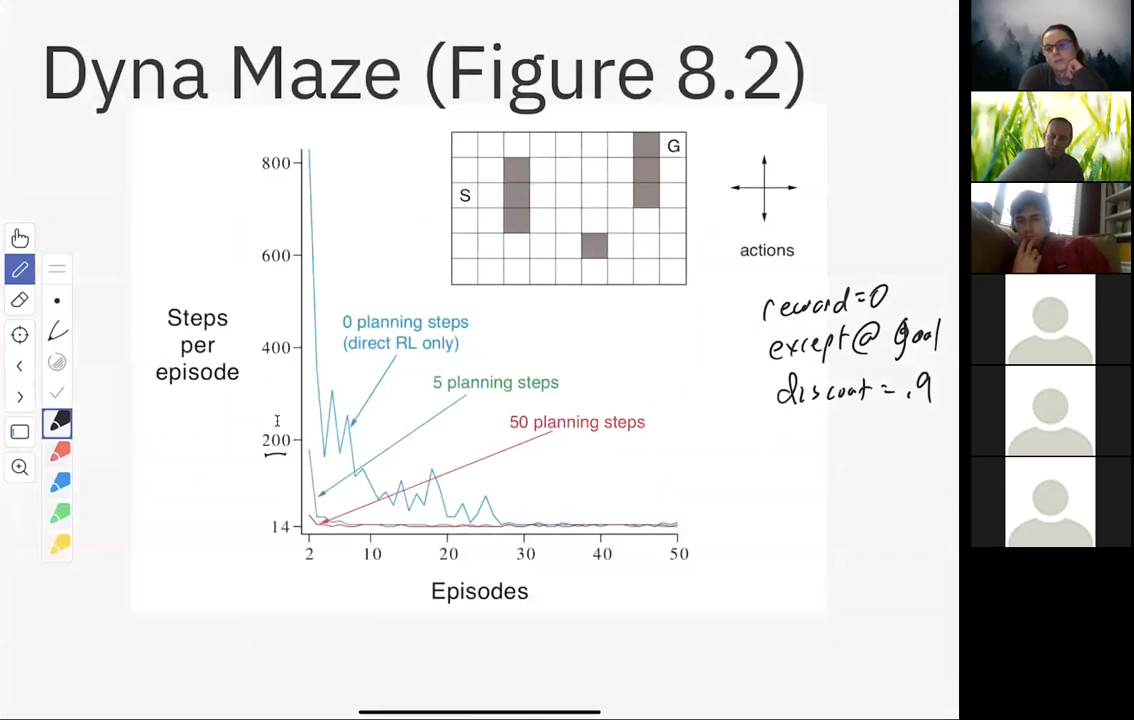 Dyna Maze (Figure 8.2)
G
S
actions
800
600
400
200
14
Steps
per
episode
0 planning steps
(direct RL only)
5 planning steps
50 planning steps
reward=0
except@ goal
discount = .9
2
10
20
30
40
50
Episodes